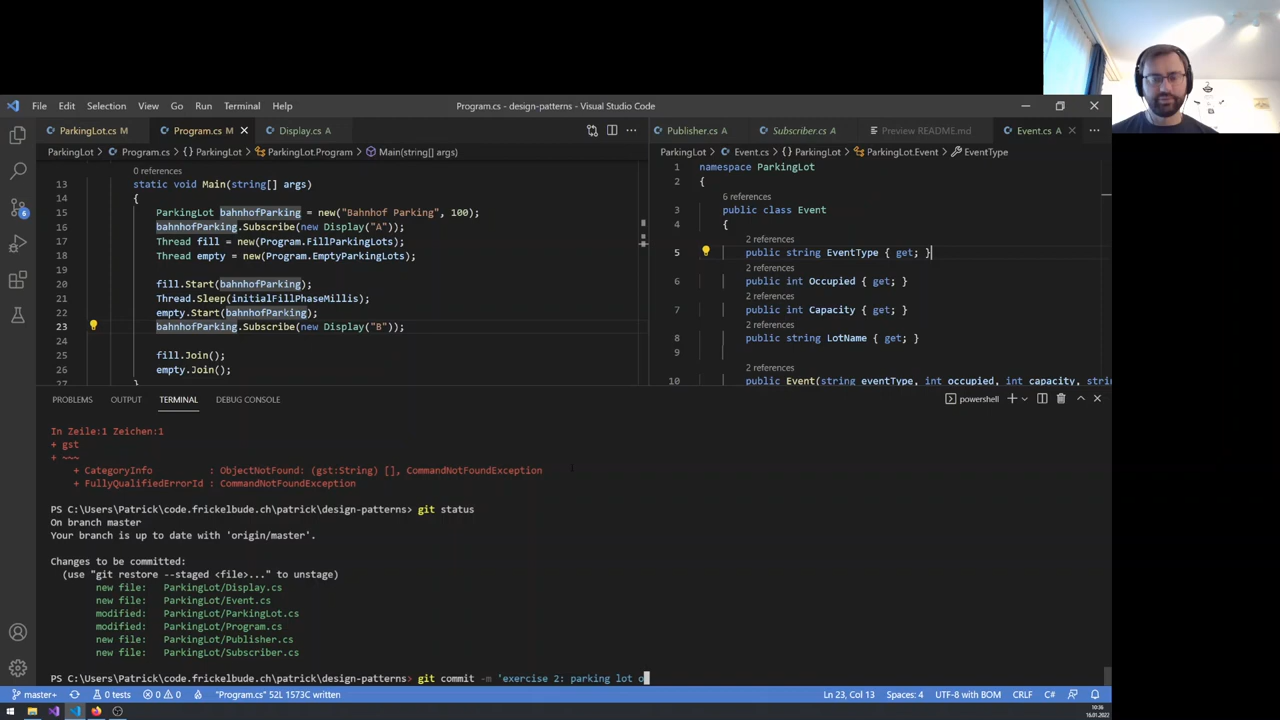 File Edit Selection View Go Run Terminal Help
Program.cs - design-patterns - Visual Studio Code
ParkingLot.cs M
Program.cs M
Display.cs A
Publisher.cs A
Subscriber.cs A
Preview README.md
Event.cs A
ParkingLot > Program.cs > {} ParkingLot > ParkingLot.Program > Main(string[] args)
0 references
13 static void Main(string[] args)
14 {
15 ParkingLot bahnhofParking = new("Bahnhof Parking", 100);
16 bahnhofParking.Subscribe(new Display("A"));
17 Thread fill = new(Program.FillParkingLots);
18 Thread empty = new(Program.EmptyParkingLots);
19
20 fill.Start(bahnhofParking);
21 Thread.Sleep(initialFillPhaseMillis);
22 empty.Start(bahnhofParking);
23 bahnhofParking.Subscribe(new Display("B"));
24
25 fill.Join();
26 empty.Join();
27 }
ParkingLot > Event.cs > {} ParkingLot > ParkingLot.Event > EventType
1 namespace ParkingLot
2 {
6 references
3 public class Event
4 {
2 references
5 public string EventType { get; }
2 references
6 public int Occupied { get; }
2 references
7 public int Capacity { get; }
2 references
8 public string LotName { get; }
9
2 references
10 public Event(string eventType, int occupied, int capacity, stri
PROBLEMS OUTPUT TERMINAL DEBUG CONSOLE
powershell
In Zeile:1 Zeichen:1
+ gst
+ ~~~
+ CategoryInfo : ObjectNotFound: (gst:String) [], CommandNotFoundException
+ FullyQualifiedErrorId : CommandNotFoundException
PS C:\Users\Patrick\code.frickelbude.ch\patrick\design-patterns> git status
On branch master
Your branch is up to date with 'origin/master'.
Changes to be committed:
(use "git restore --staged <file>..." to unstage)
new file: ParkingLot/Display.cs
new file: ParkingLot/Event.cs
modified: ParkingLot/ParkingLot.cs
modified: ParkingLot/Program.cs
new file: ParkingLot/Publisher.cs
new file: ParkingLot/Subscriber.cs
PS C:\Users\Patrick\code.frickelbude.ch\patrick\design-patterns> git commit -m 'exercise 2: parking lot o
6
master+ 0 tests 0 0 "Program.cs" 52L 1573C written
Ln 23, Col 13 Spaces: 4 UTF-8 with BOM CRLF C#
10:36
16.01.2022